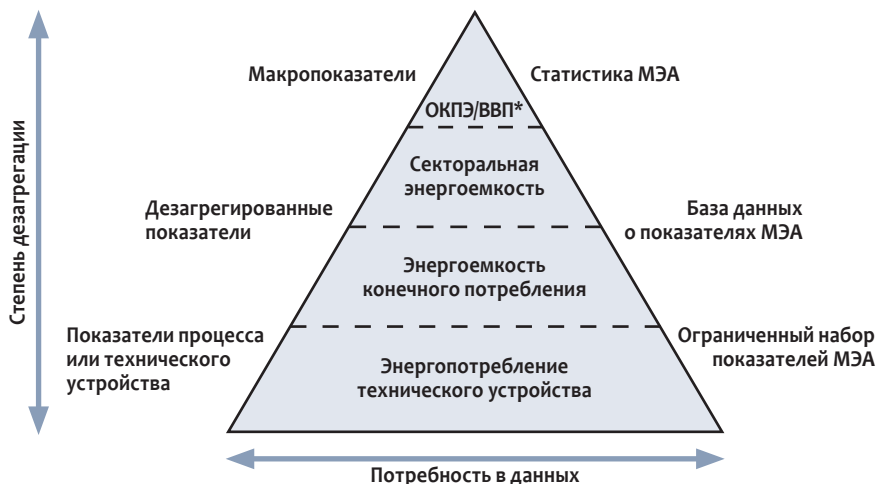 Степень дезагрегации
Макропоказатели
Статистика МЭА
ОКПЭ/ВВП*
Секторальная
энергоемкость
Дезагрегированные
показатели
База данных
о показателях МЭА
Энергоемкость
конечного потребления
Показатели процесса
или технического
устройства
Ограниченный набор
показателей МЭА
Энергопотребление
технического устройства
Потребность в данных